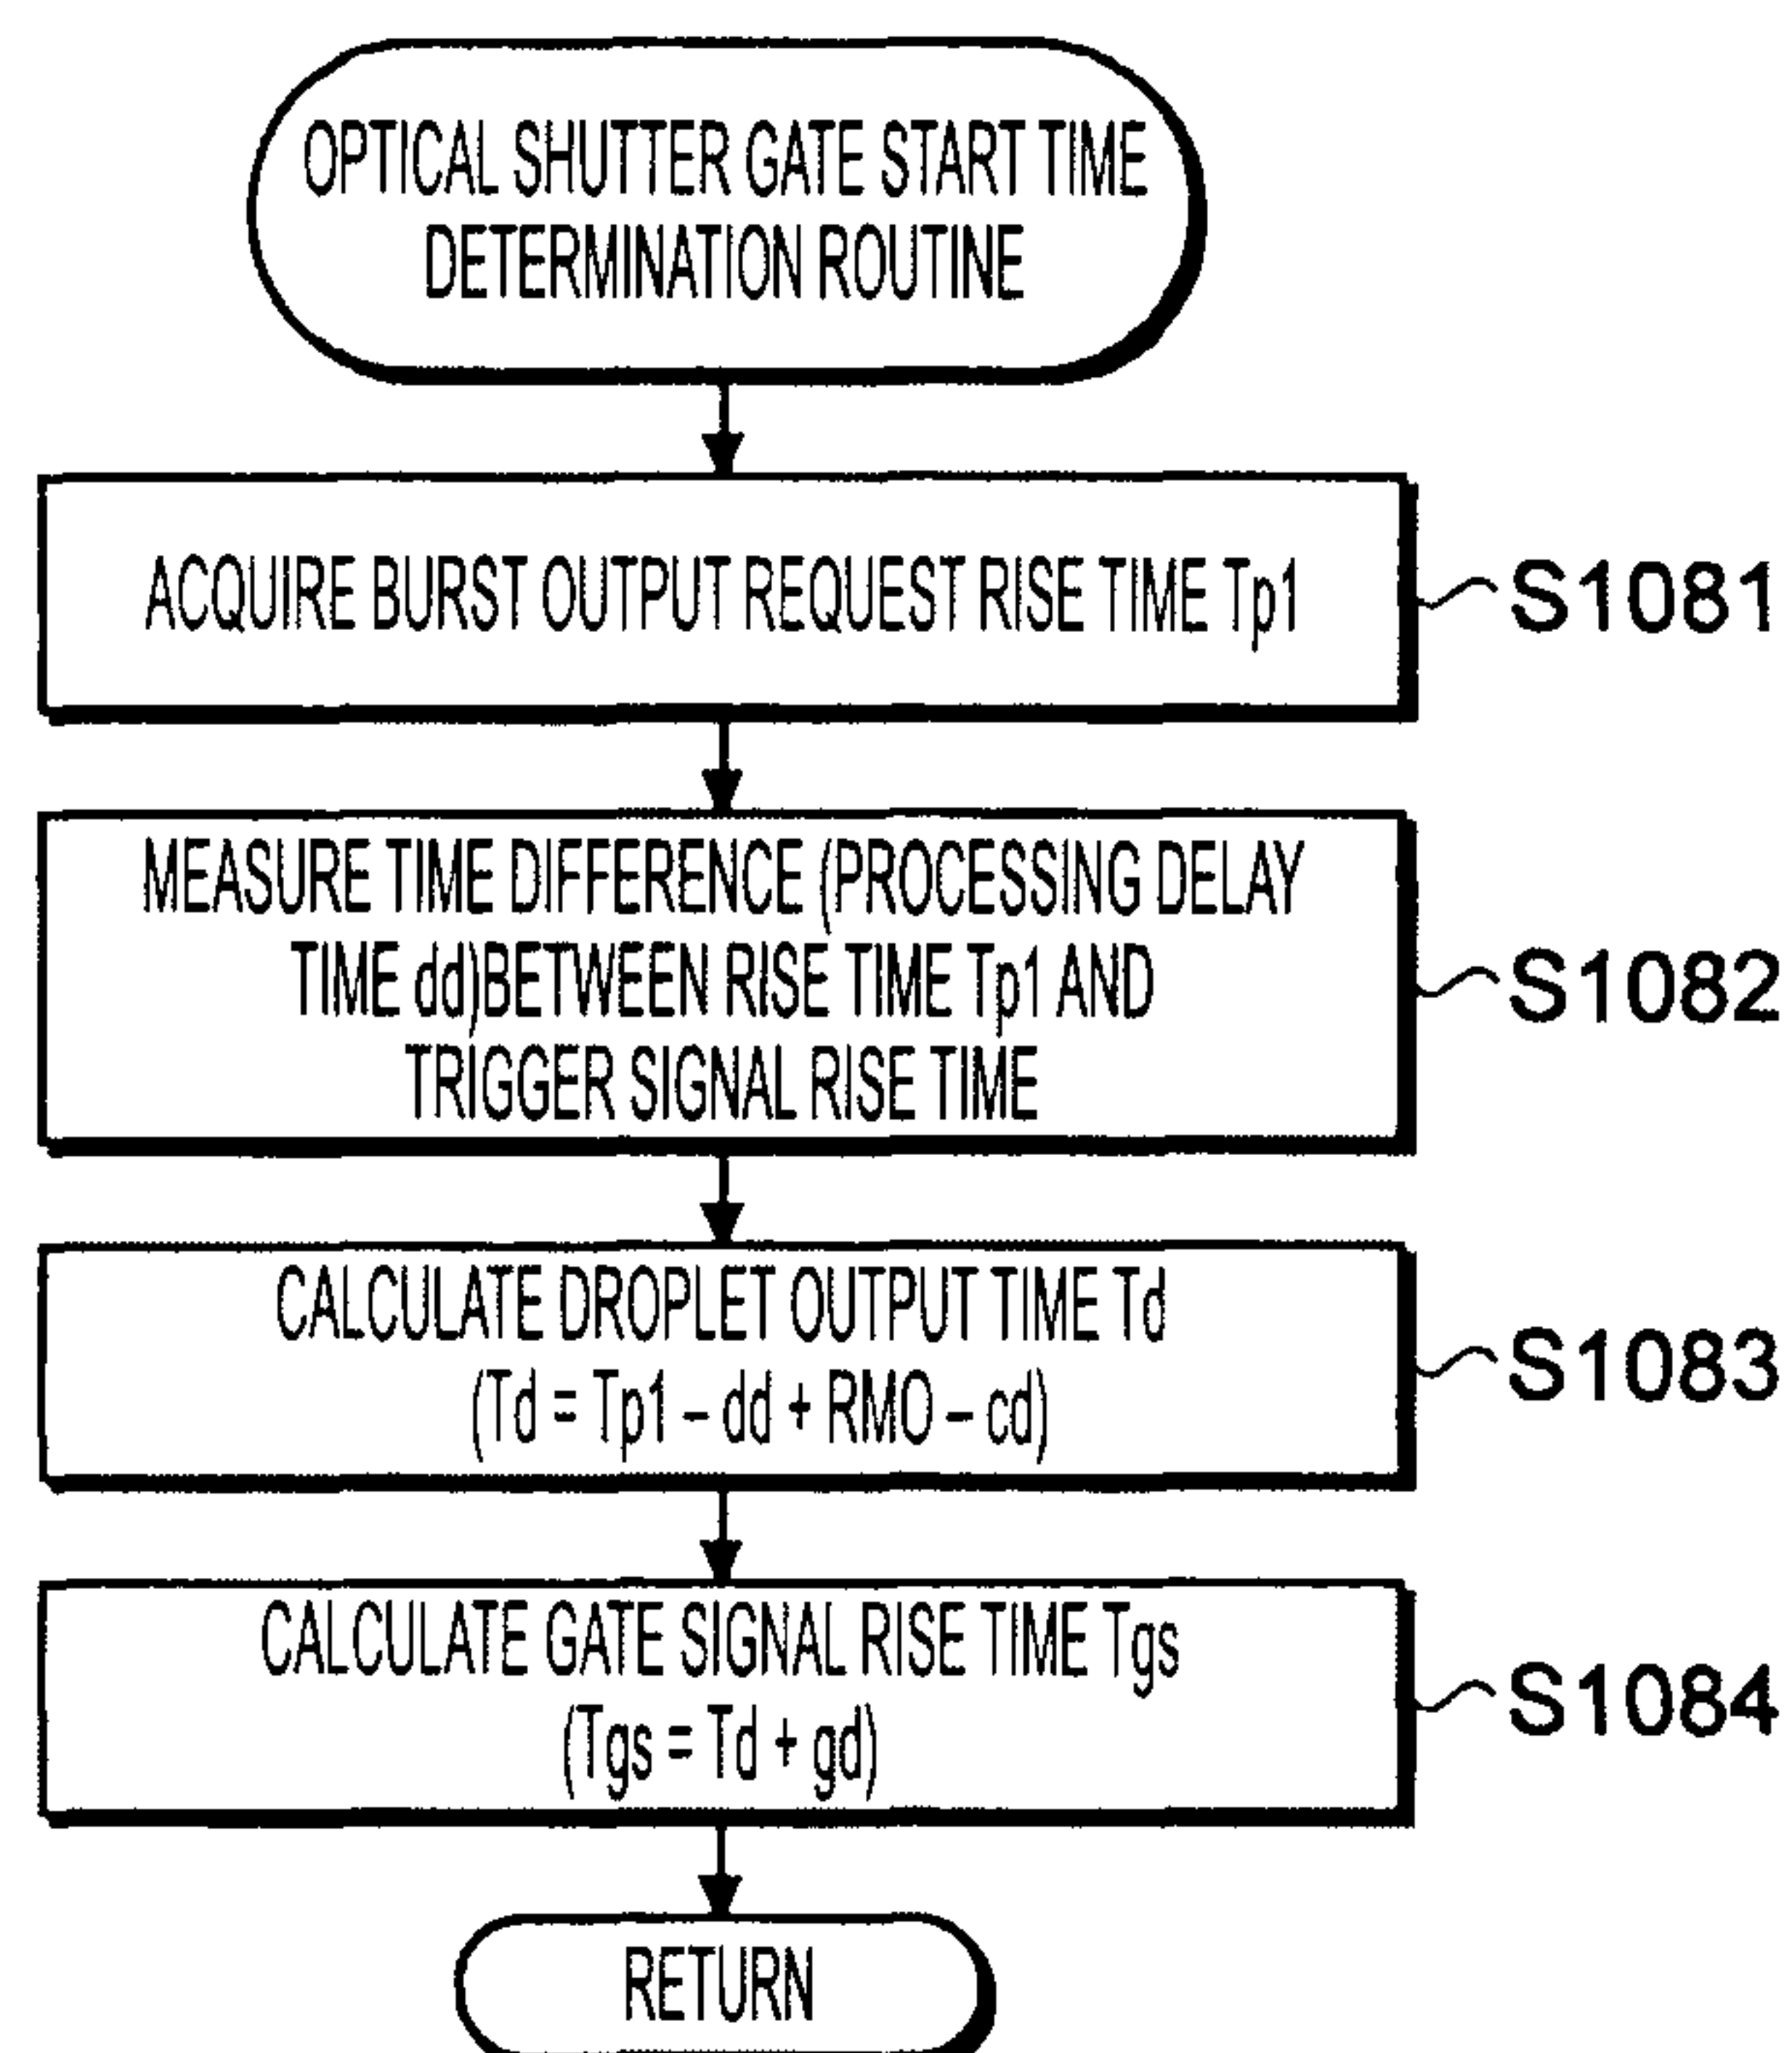 OPTICAL SHUTTER GATE START TIME
DETERMINATION ROUTINE
ACQUIRE BURST OUTPUT REQUEST RISE TIME Tp1
S1081
MEASURE TIME DIFFERENCE (PROCESSING DELAY
TIME dd)BETWEEN RISE TIME Tp1 AND
TRIGGER SIGNAL RISE TIME
S1082
CALCULATE DROPLET OUTPUT TIME Td
(Td = Tp1 – dd + RMO – cd)
S1083
CALCULATE GATE SIGNAL RISE TIME Tgs
(Tgs = Td + gd)
S1084
RETURN